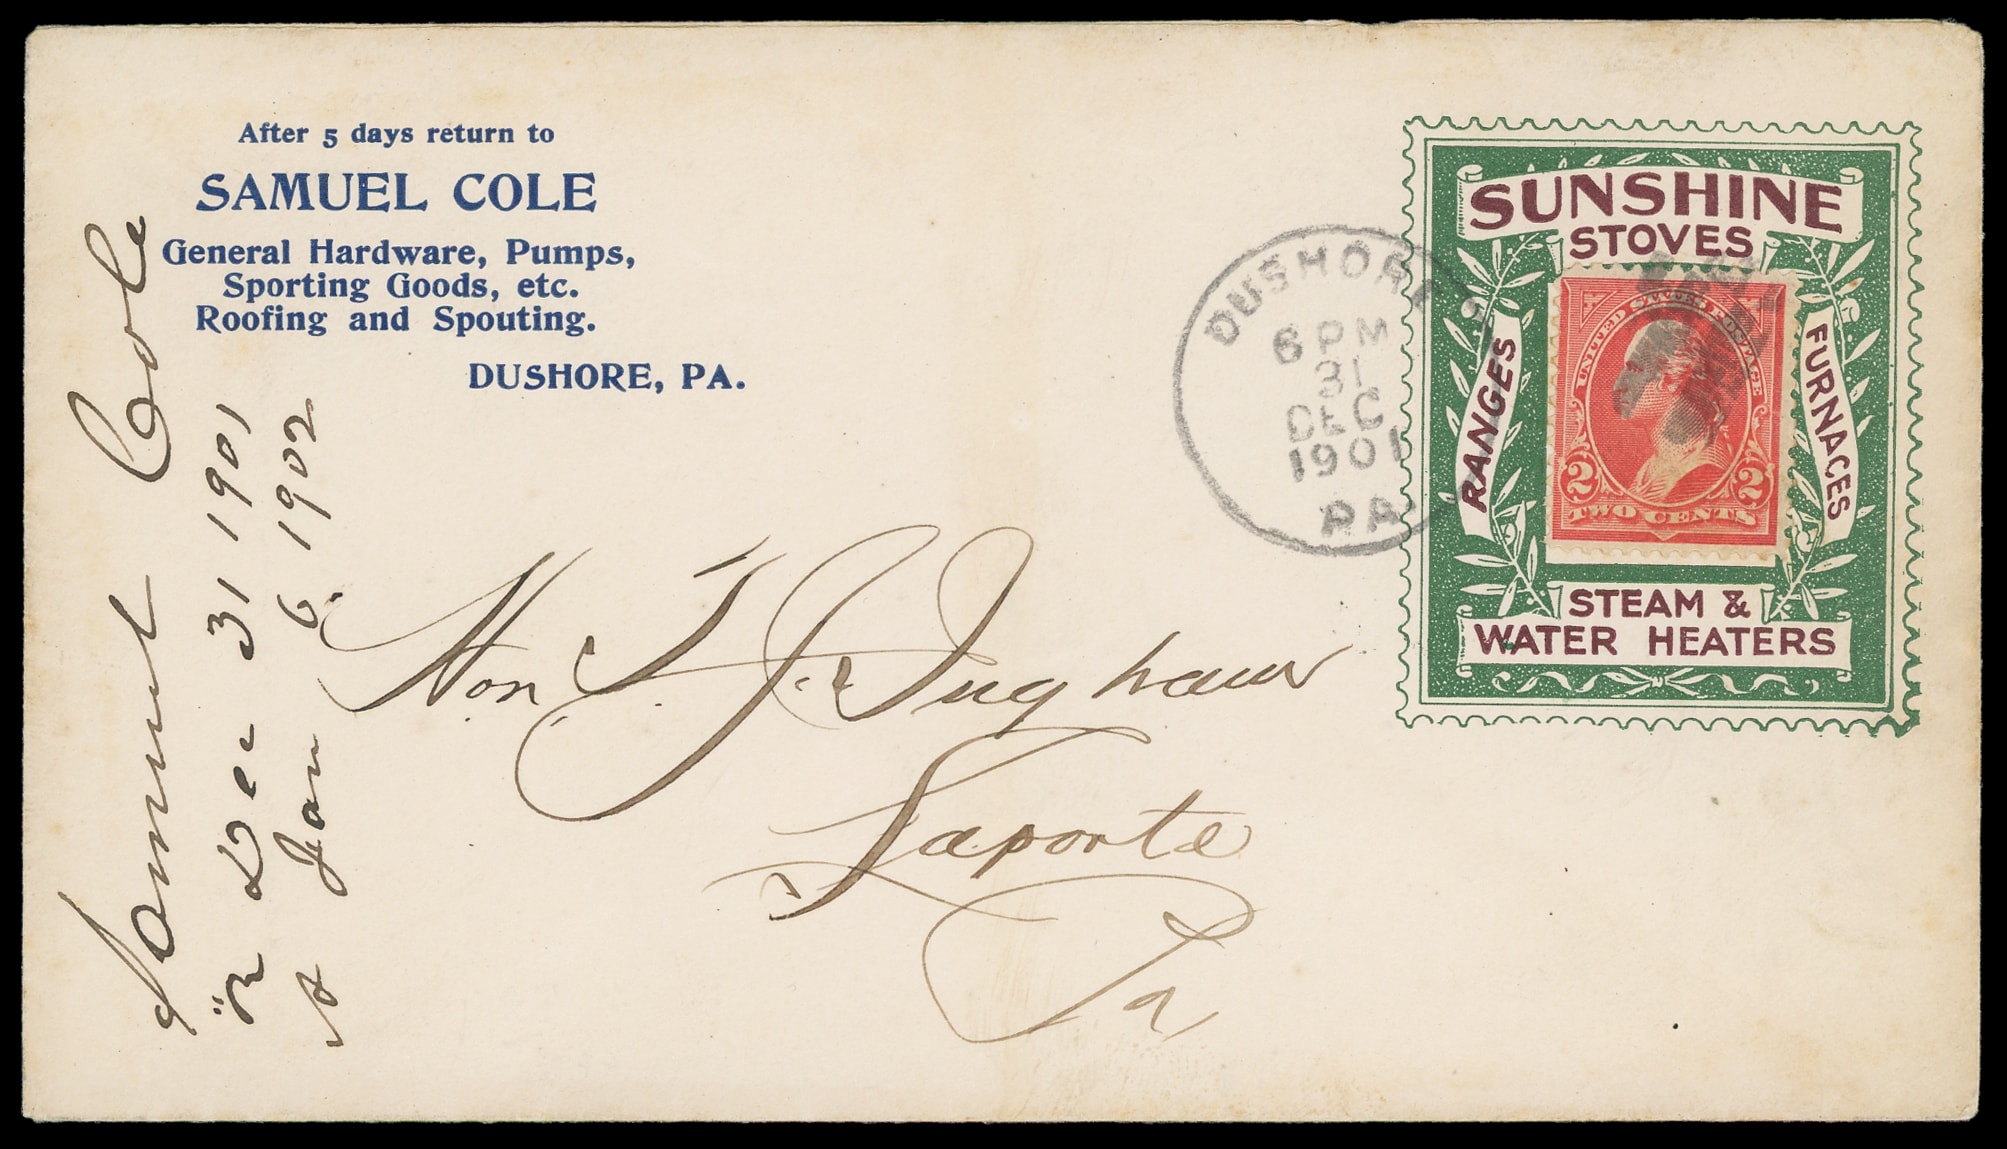 After 5 days return to
SAMUEL COLE
General Hardware, Pumps,
Sporting Goods, etc.
Roofing and Spouting.
DUSHORE, PA.
Samuel Cole
Dec 31 1901
A Jan 6 1902
DUSHORE
6 PM
31
DEC
1901
PA
SUNSHINE
STOVES
RANGES
FURNACES
UNITED STATES POSTAGE
2 2
TWO CENTS
STEAM &
WATER HEATERS
Hon T J Ingham
Laporte
Pa